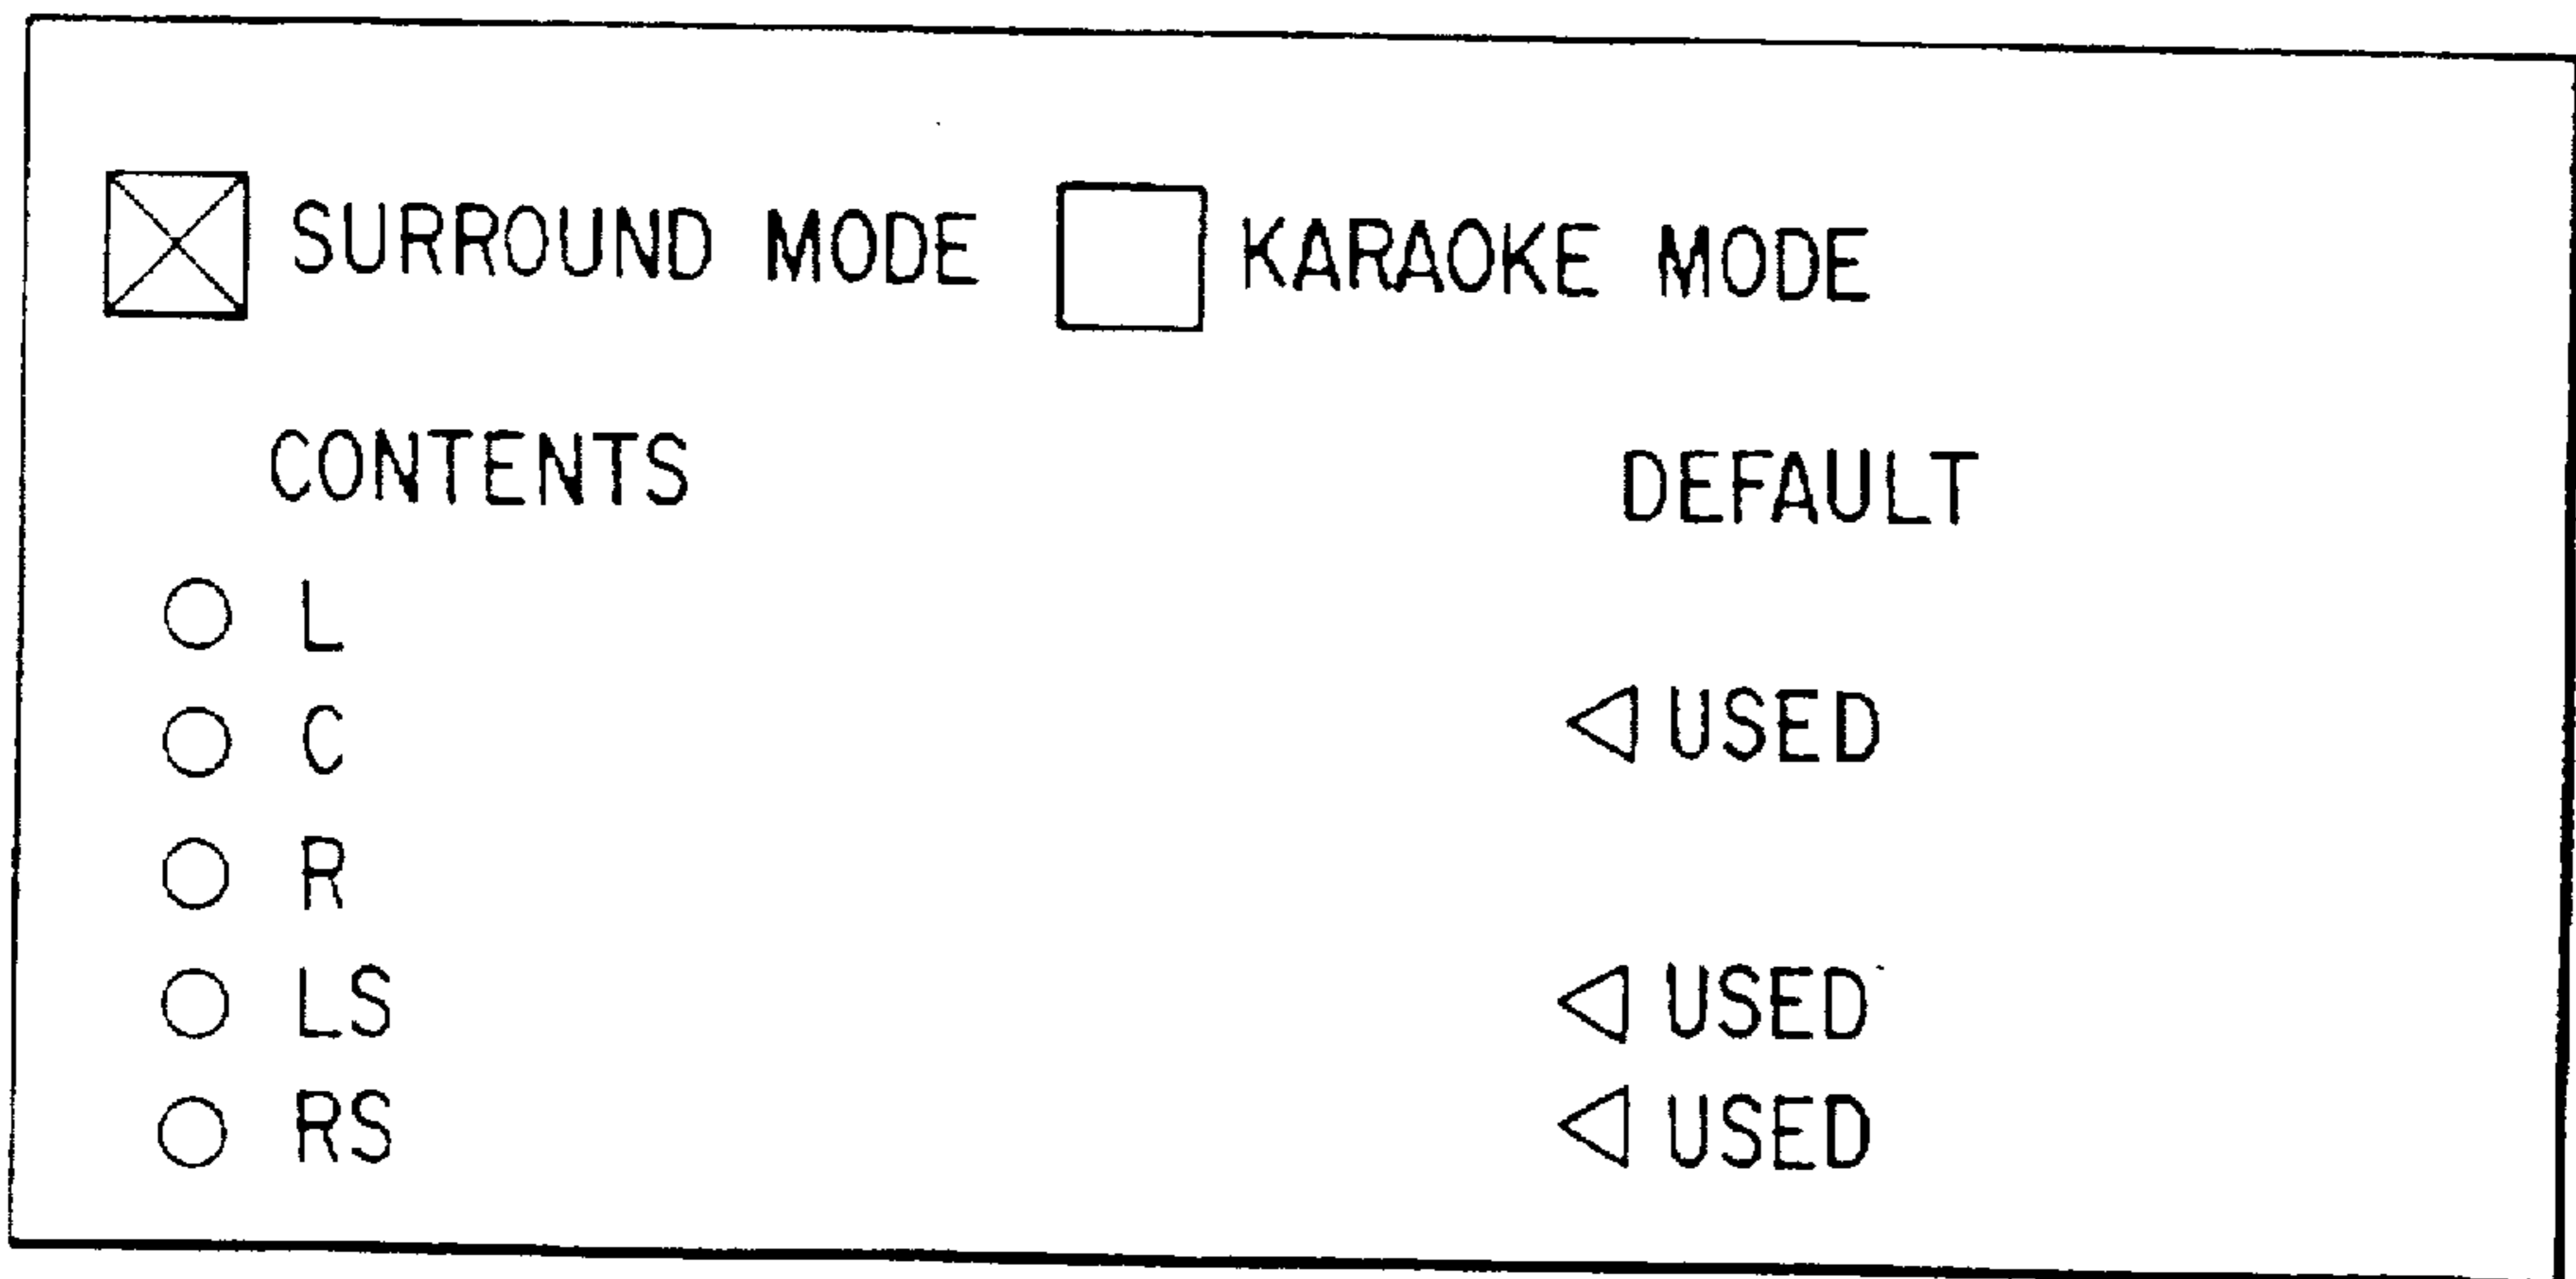 SURROUND MODE KARAOKE MODE
CONTENTS DEFAULT
L
C USED
R
LS USED
RS USED